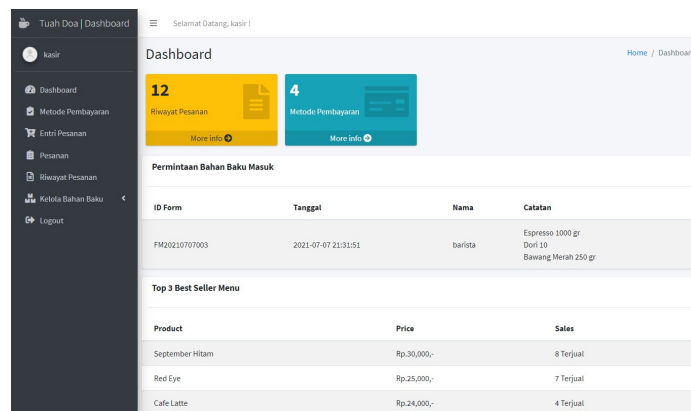 Tuah Doa | Dashboard
Selamat Datang, kasir !
kasir
Dashboard
Metode Pembayaran
Entri Pesanan
Pesanan
Riwayat Pesanan
Kelola Bahan Baku
Logout
Dashboard
Home / Dashboar
12
Riwayat Pesanan
More info
4
Metode Pembayaran
More info
Permintaan Bahan Baku Masuk
ID Form Tanggal Nama Catatan
FM20210707003 2021-07-07 21:31:51 barista Espresso 1000 gr
Dori 10
Bawang Merah 250 gr
Top 3 Best Seller Menu
Product Price Sales
September Hitam Rp.30,000,- 8 Terjual
Red Eye Rp.25,000,- 7 Terjual
Cafe Latte Rp.24,000,- 4 Terjual